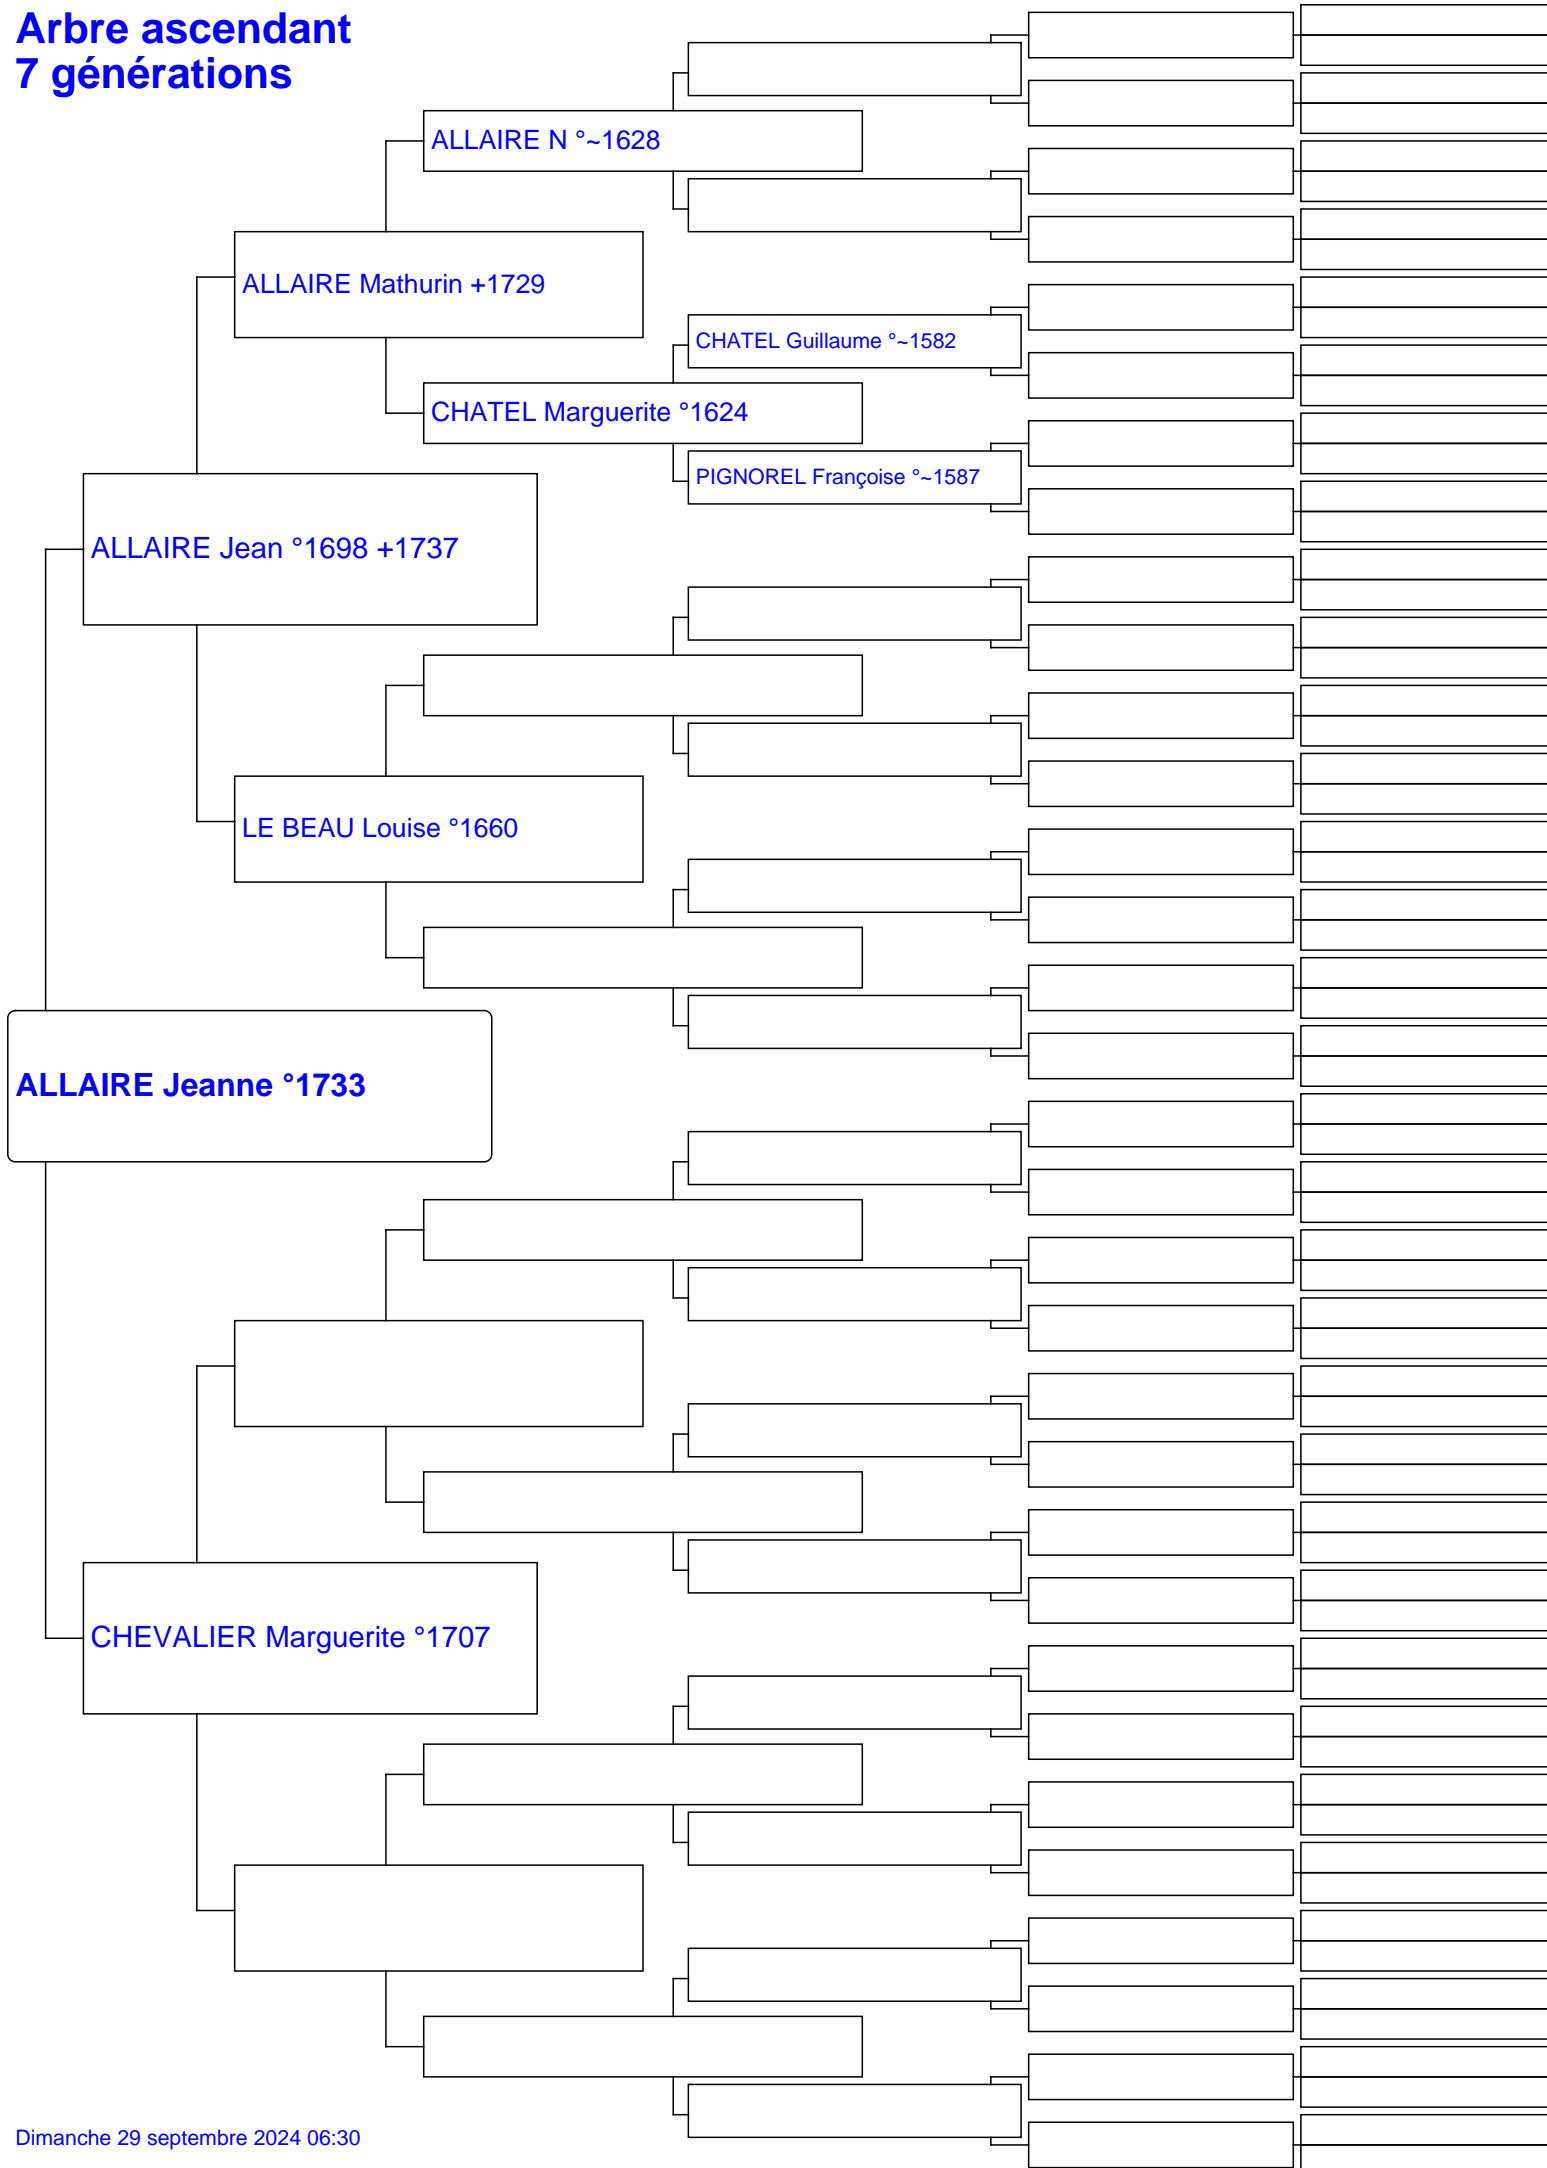 Arbre ascendant
7 générations
ALLAIRE N °~1628
ALLAIRE Mathurin +1729
CHATEL Guillaume °~1582
CHATEL Marguerite °1624
PIGNOREL Françoise °~1587
ALLAIRE Jean °1698 +1737
LE BEAU Louise °1660
ALLAIRE Jeanne °1733
CHEVALIER Marguerite °1707
Dimanche 29 septembre 2024 06:30